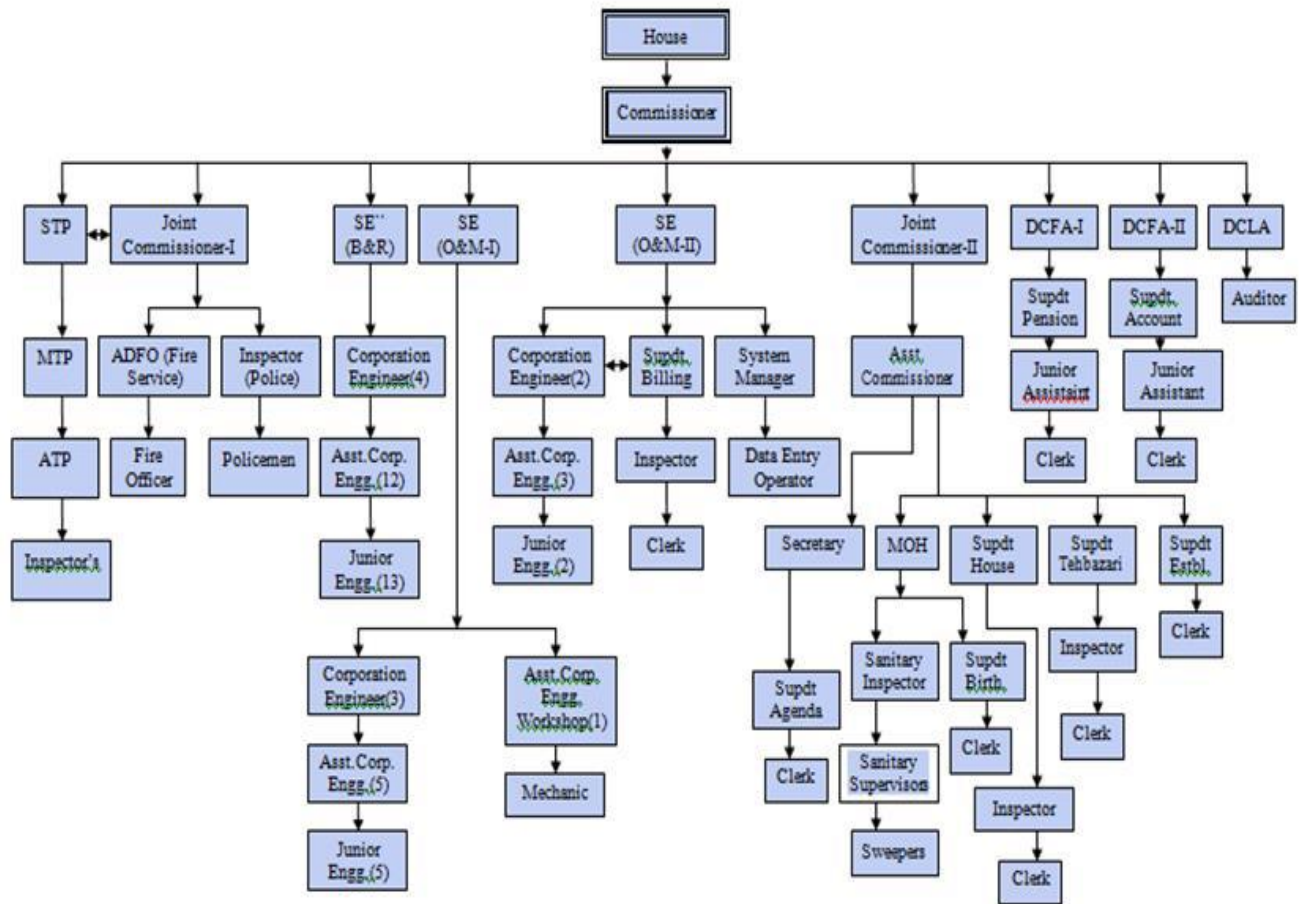 House
Commissioner
STP
Joint
Commissioner-I
SE``
(B&R)
SE
(O&M-I)
SE
(O&M-II)
Joint
Commissioner-II
DCFA-I
DCFA-II
DCLA
Supdt
Pension
Supdt.
Account
Auditor
MTP
ADFO (Fire
Service)
Inspector
(Police)
Corporation
Engineer(4)
Corporation
Engineer(2)
Supdt.
Billing
System
Manager
Asst.
Commissioner
Junior
Assistaint
Junior
Assistant
ATP
Fire
Officer
Policemen
Asst.Corp.
Engg.(12)
Asst.Corp.
Engg.(3)
Inspector
Data Entry
Operator
Clerk
Clerk
Inspector's
Junior
Engg.(13)
Junior
Engg.(2)
Clerk
Secretary
MOH
Supdt
House
Supdt
Tehbazari
Supdt
Estbl.
Corporation
Engineer(3)
Asst.Corp.
Engg.
Workshop(1)
Supdt
Agenda
Sanitary
Inspector
Supdt
Birth.
Inspector
Clerk
Asst.Corp.
Engg.(5)
Mechanic
Clerk
Sanitary
Supervisors
Clerk
Clerk
Junior
Engg.(5)
Sweepers
Inspector
Clerk